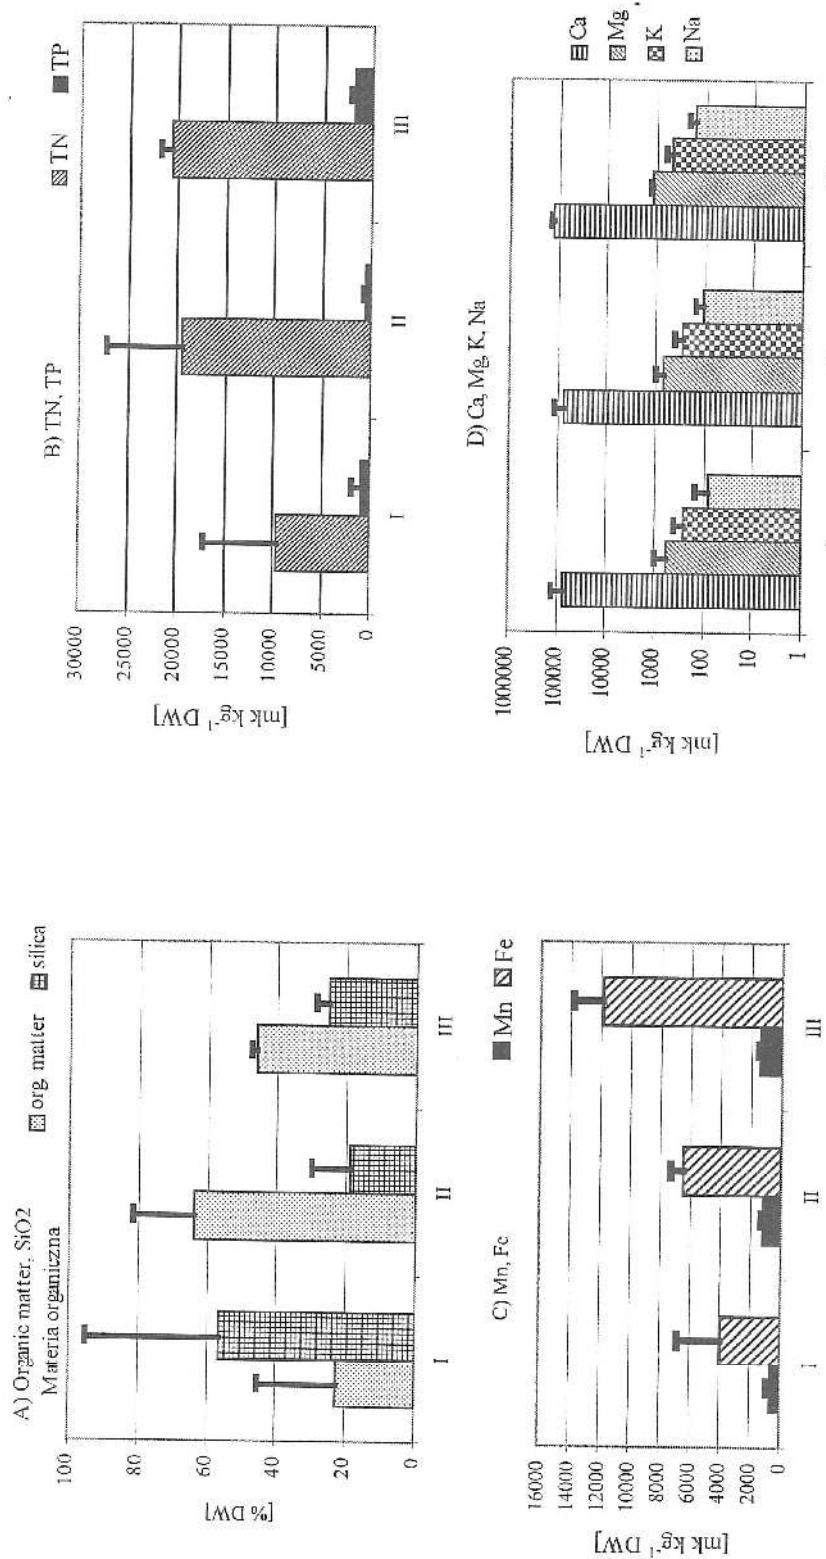 A) Organic matter, SiO2
Materia organiczna
org. matter
silica
[% DW]
100
80
60
40
20
0
I
II
III
B) TN, TP
TN
TP
[mk kg-1 DW]
30000
25000
20000
15000
10000
5000
0
I
II
III
C) Mn, Fe
Mn
Fe
[mk kg-1 DW]
16000
14000
12000
10000
8000
6000
4000
2000
0
I
II
III
D) Ca, Mg, K, Na
Ca
Mg
K
Na
[mk kg-1 DW]
1000000
100000
10000
1000
100
10
1